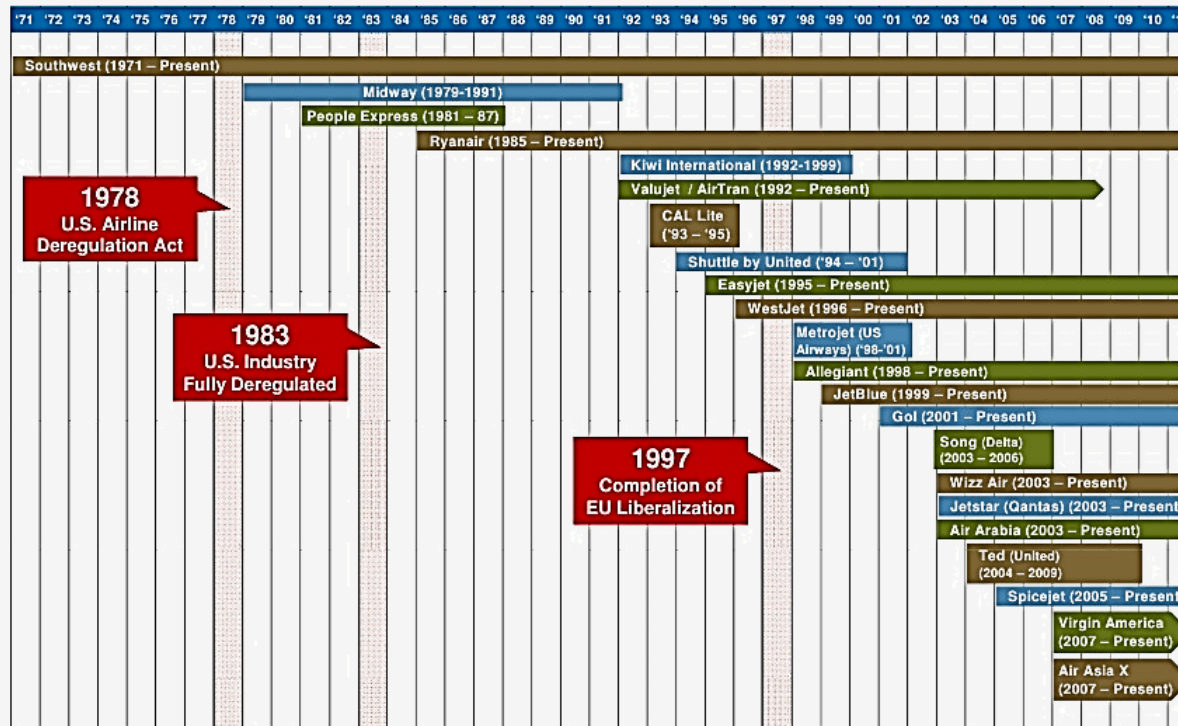 '71 '72 '73 '74 '75 '76 '77 '78 '79 '80 '81 '82 '83 '84 '85 '86 '87 '88 '89 '90 '91 '92 '93 '94 '95 '96 '97 '98 '99 '00 '01 '02 '03 '04 '05 '06 '07 '08 '09 '10
Southwest (1971 – Present)
Midway (1979-1991)
People Express (1981 – 87)
Ryanair (1985 – Present)
Kiwi International (1992-1999)
Valujet / AirTran (1992 – Present)
1978
U.S. Airline
Deregulation Act
CAL Lite
('93 – '95)
Shuttle by United ('94 – '01)
Easyjet (1995 – Present)
WestJet (1996 – Present)
1983
U.S. Industry
Fully Deregulated
Metrojet (US
Airways) ('98-'01)
Allegiant (1998 – Present)
JetBlue (1999 – Present)
Gol (2001 – Present)
1997
Completion of
EU Liberalization
Song (Delta)
(2003 – 2006)
Wizz Air (2003 – Present)
Jetstar (Qantas) (2003 – Present
Air Arabia (2003 – Present)
Ted (United)
(2004 – 2009)
Spicejet (2005 – Present
Virgin America
(2007 – Present)
Air Asia X
(2007 – Present)